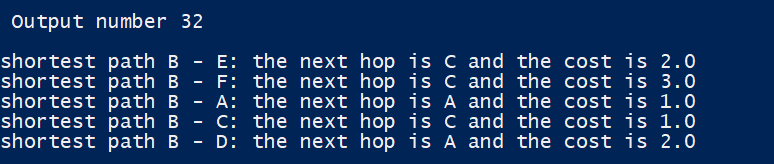 Output number 32
shortest path B - E: the next hop is C and the cost is 2.0
shortest path B - F: the next hop is C and the cost is 3.0
shortest path B - A: the next hop is A and the cost is 1.0
shortest path B - C: the next hop is C and the cost is 1.0
shortest path B - D: the next hop is A and the cost is 2.0